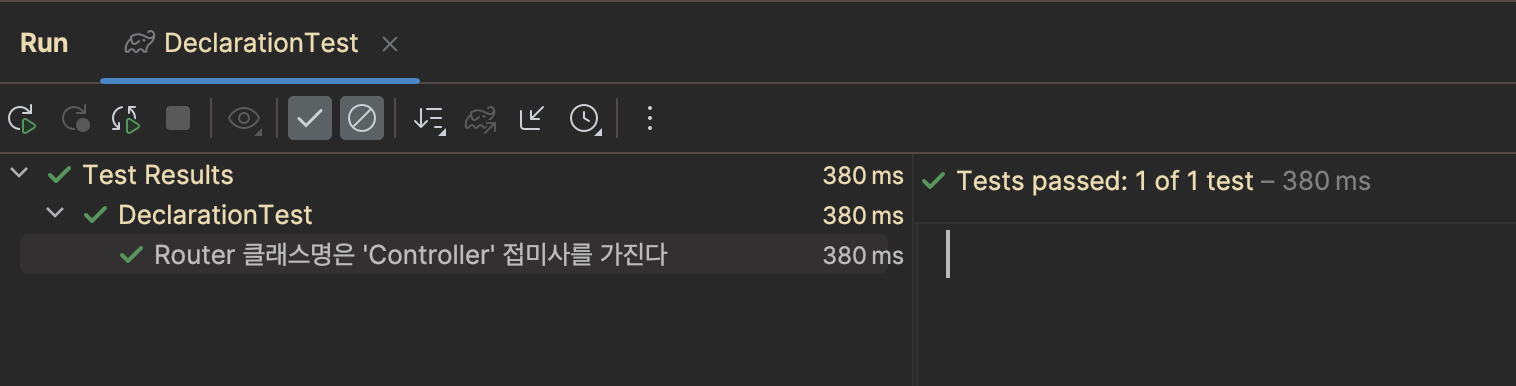 Run DeclarationTest
Test Results 380 ms
Tests passed: 1 of 1 test – 380 ms
DeclarationTest 380 ms
Router 클래스명은 'Controller' 접미사를 가진다 380 ms